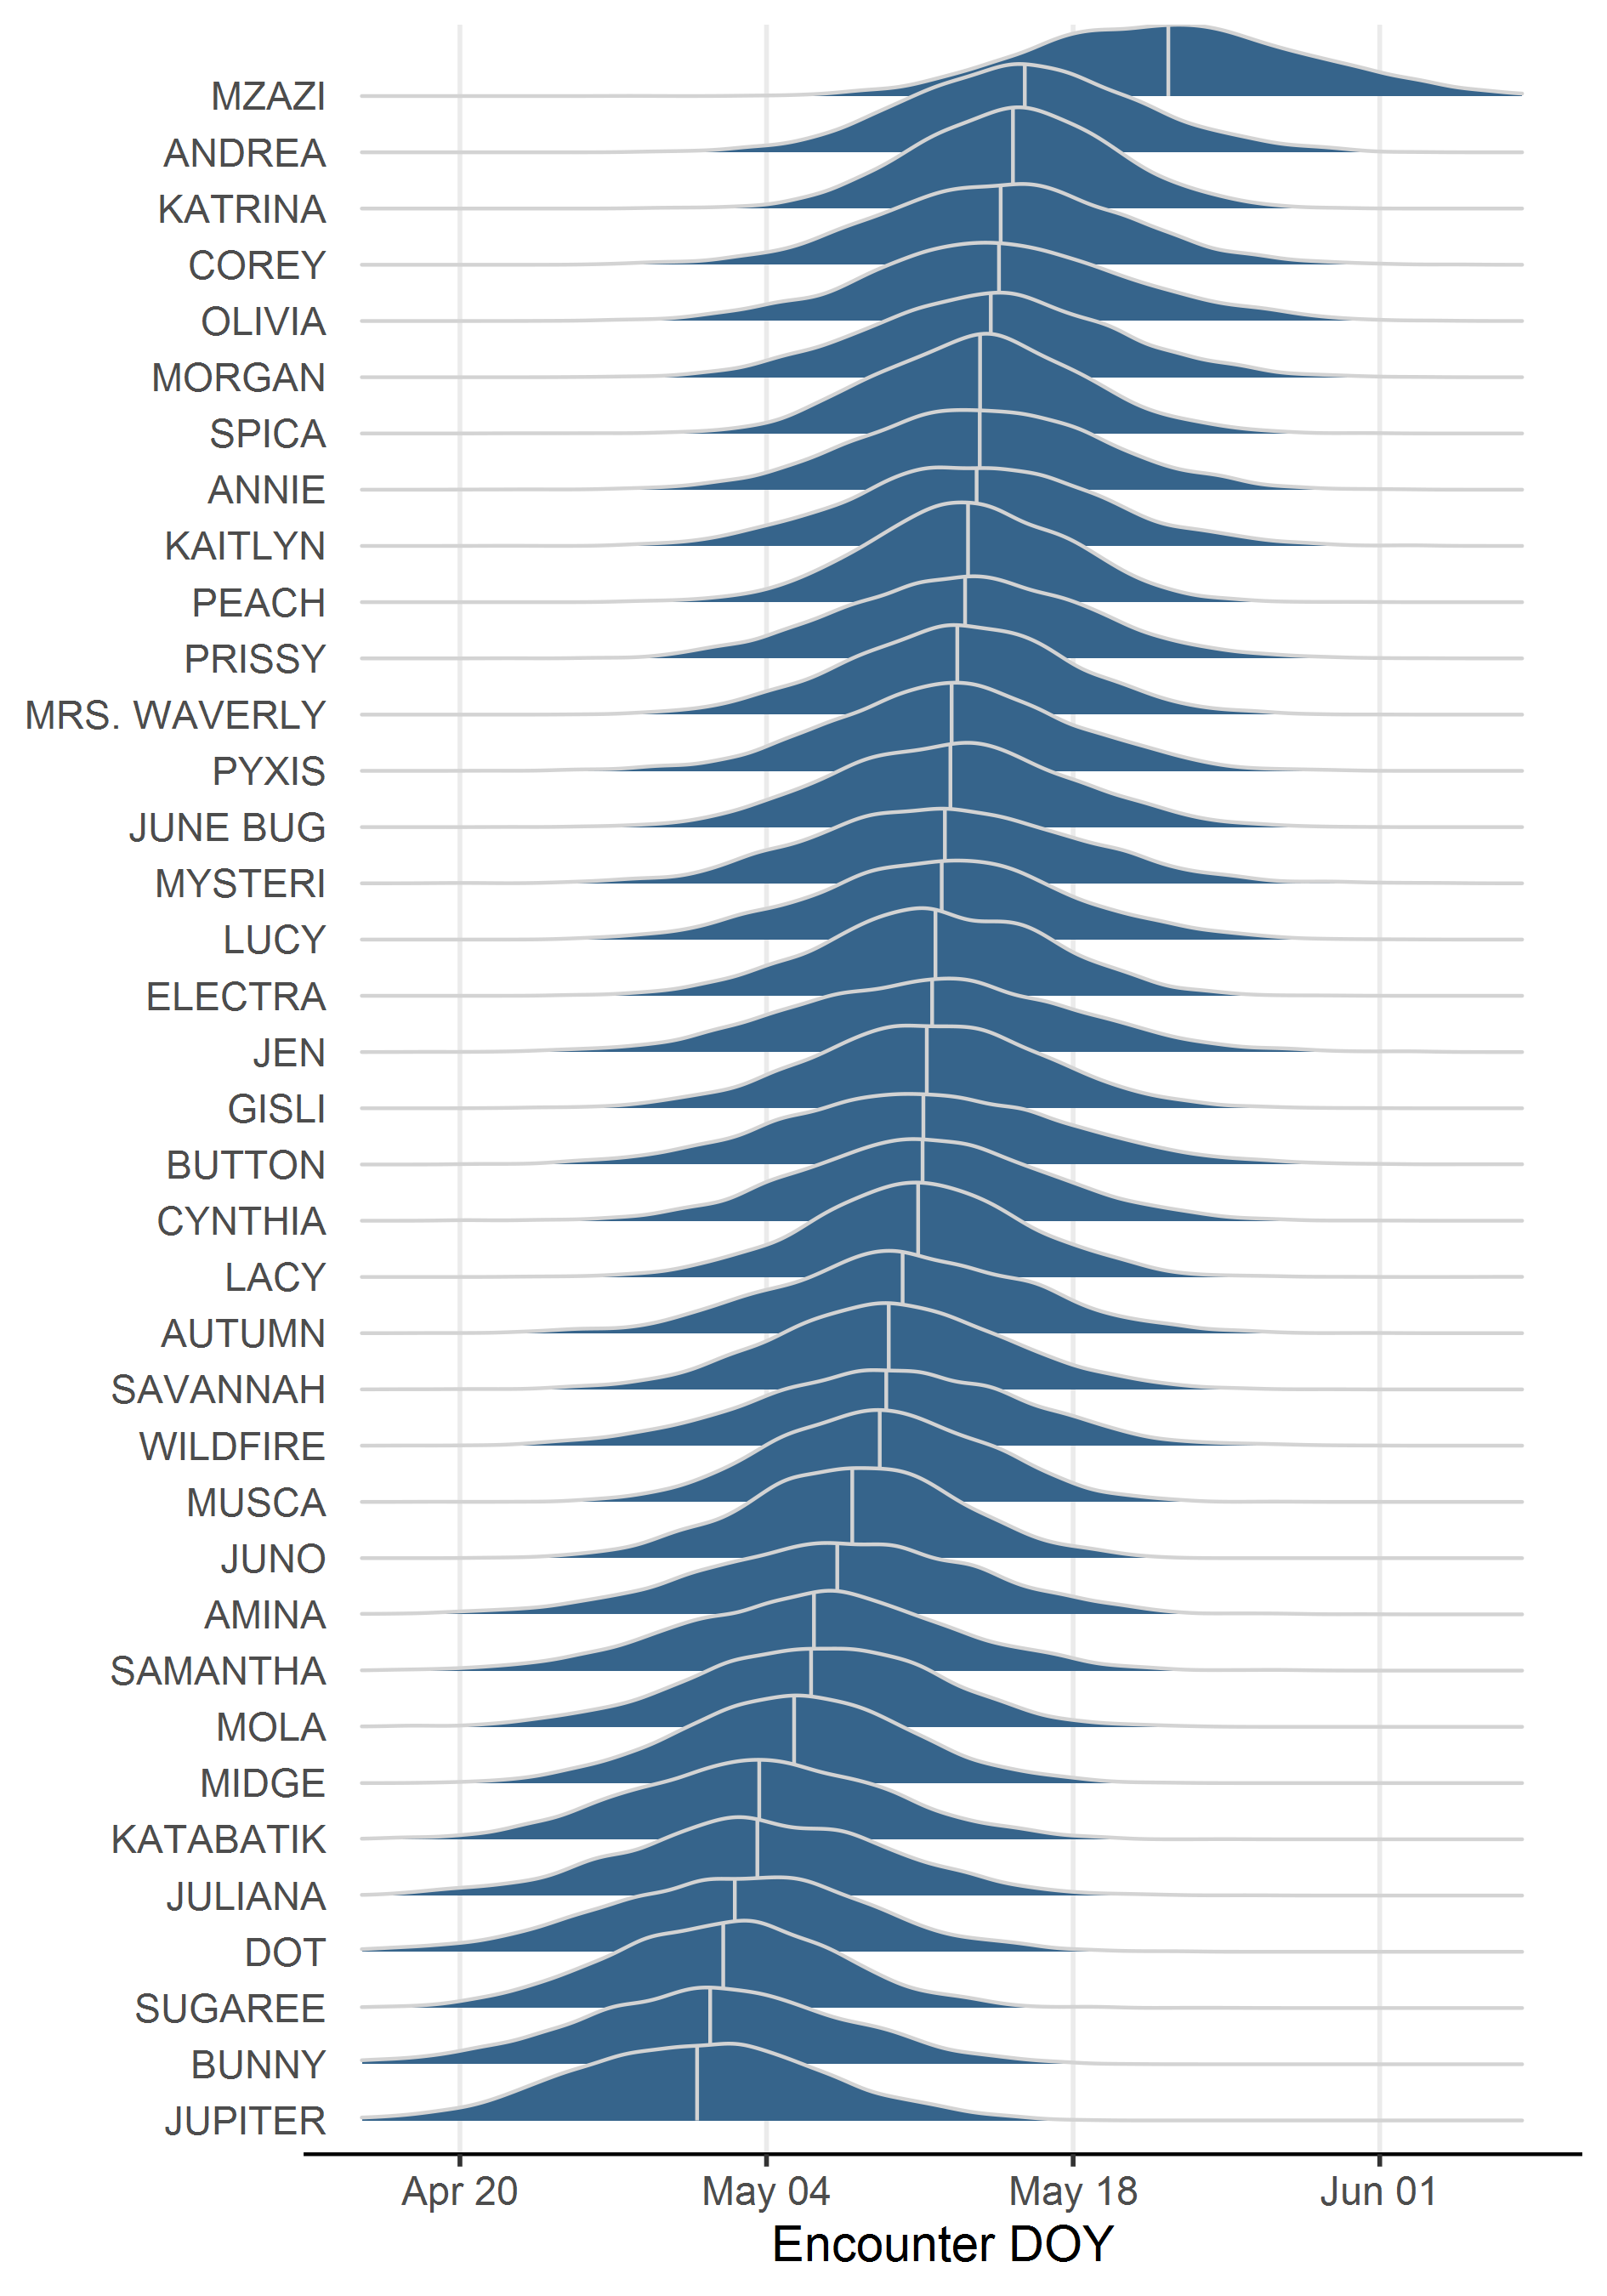 MZAZI
ANDREA
KATRINA
COREY
OLIVIA
MORGAN
SPICA
ANNIE
KAITLYN
PEACH
PRISSY
MRS. WAVERLY
PYXIS
JUNE BUG
MYSTERI
LUCY
ELECTRA
JEN
GISLI
BUTTON
CYNTHIA
LACY
AUTUMN
SAVANNAH
WILDFIRE
MUSCA
JUNO
AMINA
SAMANTHA
MOLA
MIDGE
KATABATIK
JULIANA
DOT
SUGAREE
BUNNY
JUPITER
Apr 20 May 04 May 18 Jun 01
Encounter DOY